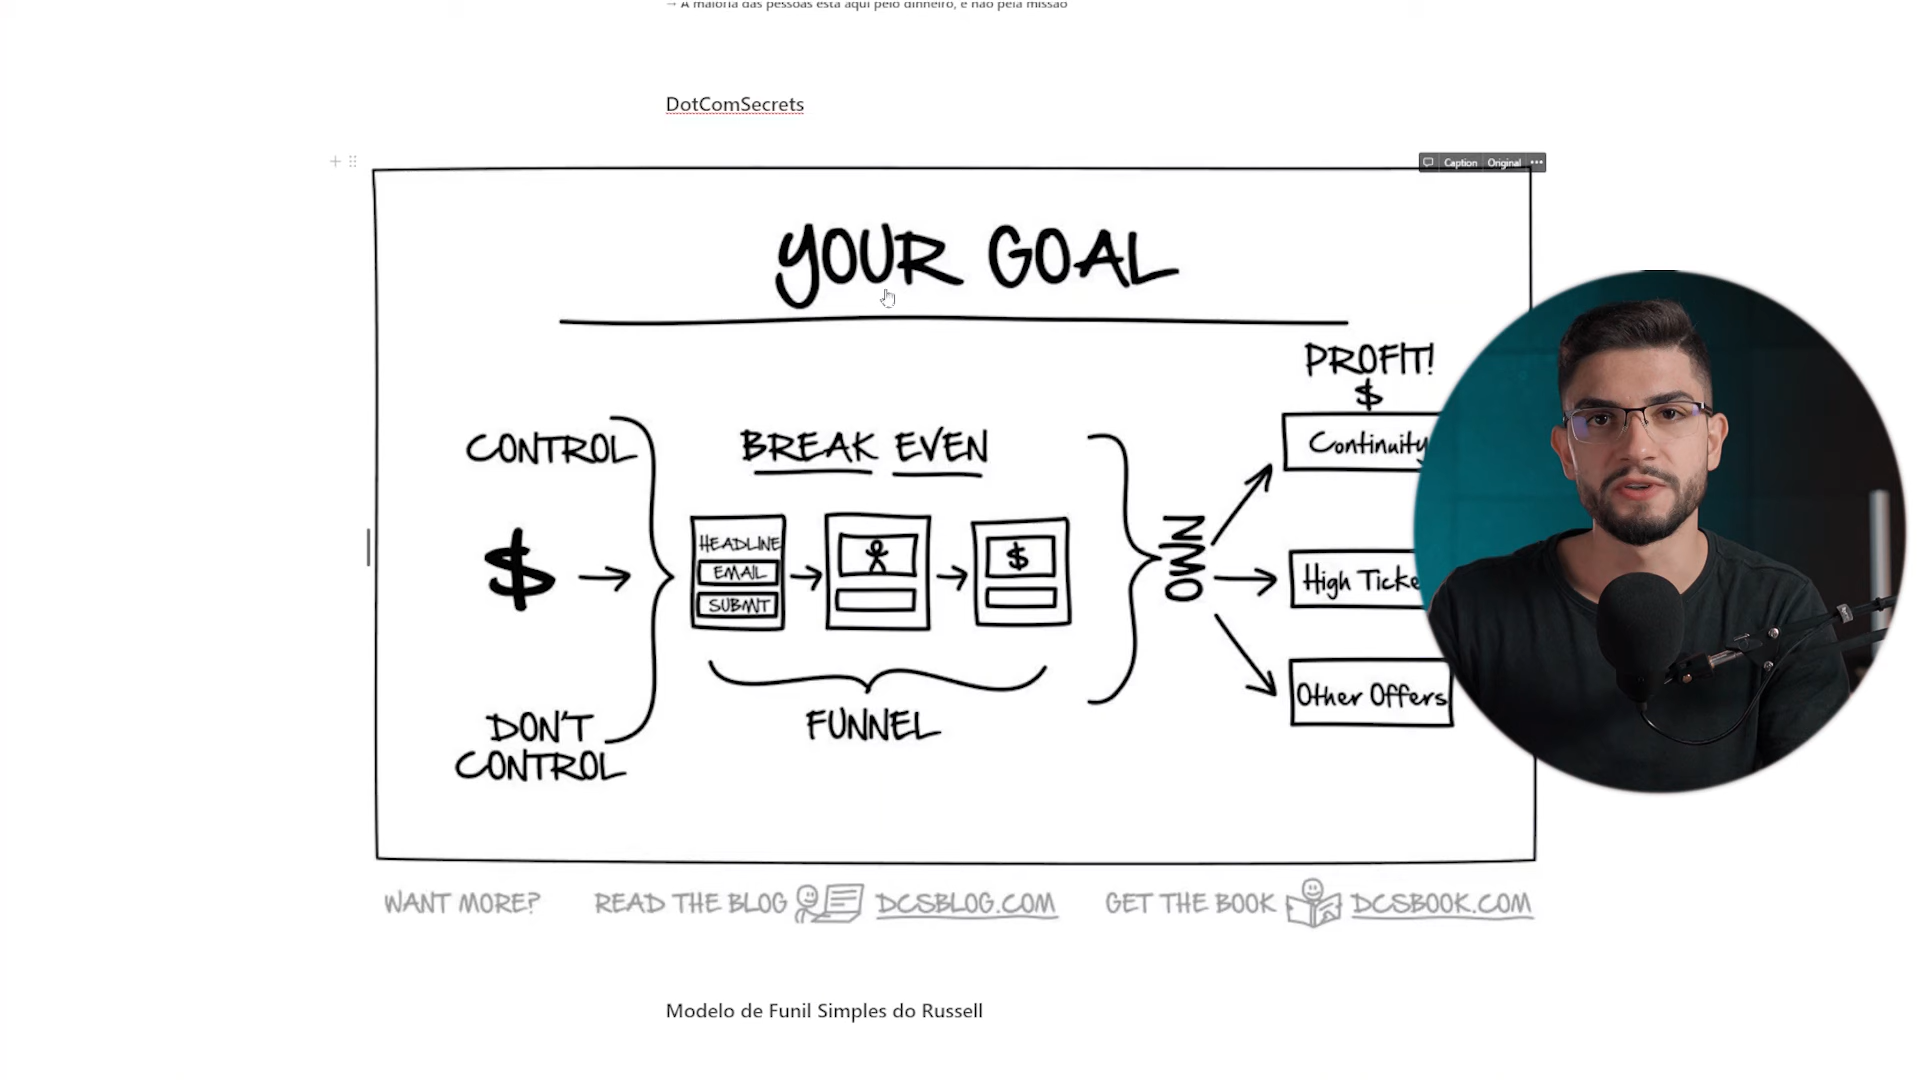 → A maioria das pessoas está aqui pelo dinheiro, e não pela missão
DotComSecrets
Caption Original
YOUR GOAL
PROFIT!
$
CONTROL
BREAK EVEN
Continuity
$
HEADLINE
EMAIL
SUBMIT
$
OWN
High Ticke
Other Offers
DON'T
CONTROL
FUNNEL
WANT MORE? READ THE BLOG DCSBLOG.COM GET THE BOOK DCSBOOK.COM
Modelo de Funil Simples do Russell